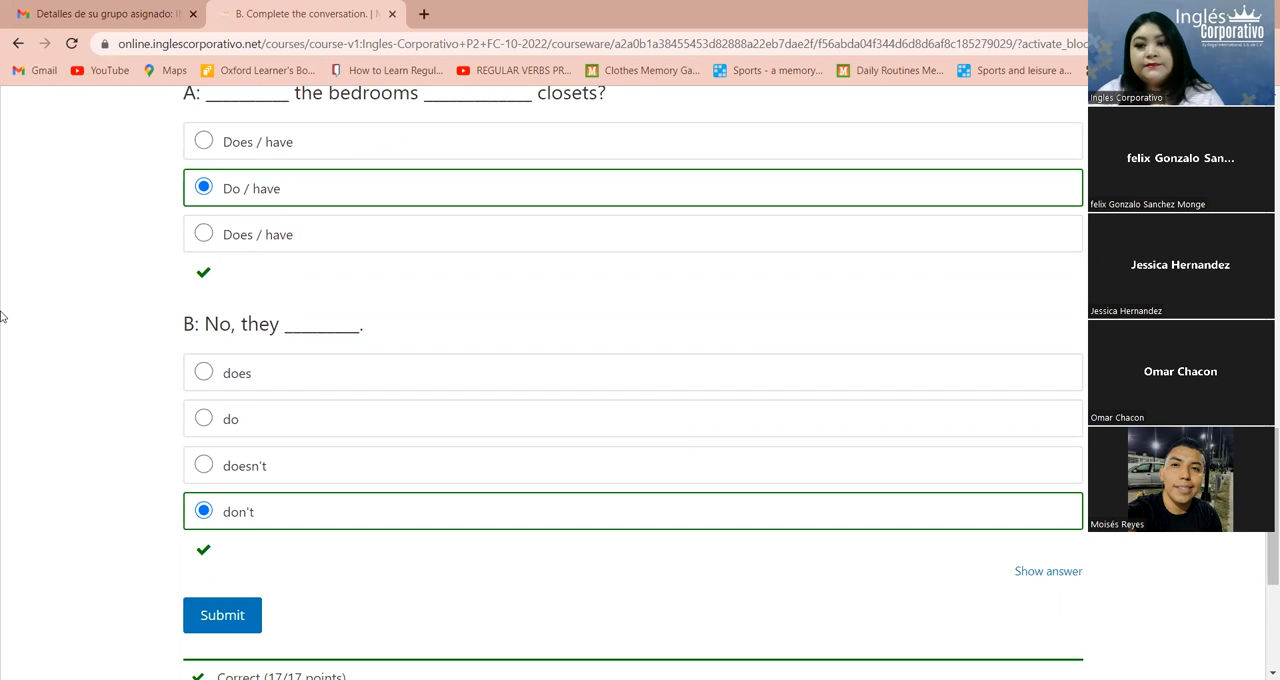 Detalles de su grupo asignado: I
B. Complete the conversation. | N
online.inglescorporativo.net/courses/course-v1:Ingles-Corporativo+P2+FC-10-2022/courseware/a2a0b1a38455453d82888a22eb7dae2f/f56abda04f344d6d8d6af8c185279029/?activate_bloc
Gmail YouTube Maps Oxford Learner's Bo... How to Learn Regul... REGULAR VERBS PR... Clothes Memory Ga... Sports - a memory... Daily Routines Me... Sports and leisure a...
A: __________ the bedrooms _____________ closets?
Does / have
Do / have
Does / have
B: No, they _________.
does
do
doesn't
don't
Show answer
Submit
Correct (17/17 points)
Inglés
Corporativo
Ingles Corporativo
felix Gonzalo San...
felix Gonzalo Sanchez Monge
Jessica Hernandez
Jessica Hernandez
Omar Chacon
Omar Chacon
Moisés Reyes